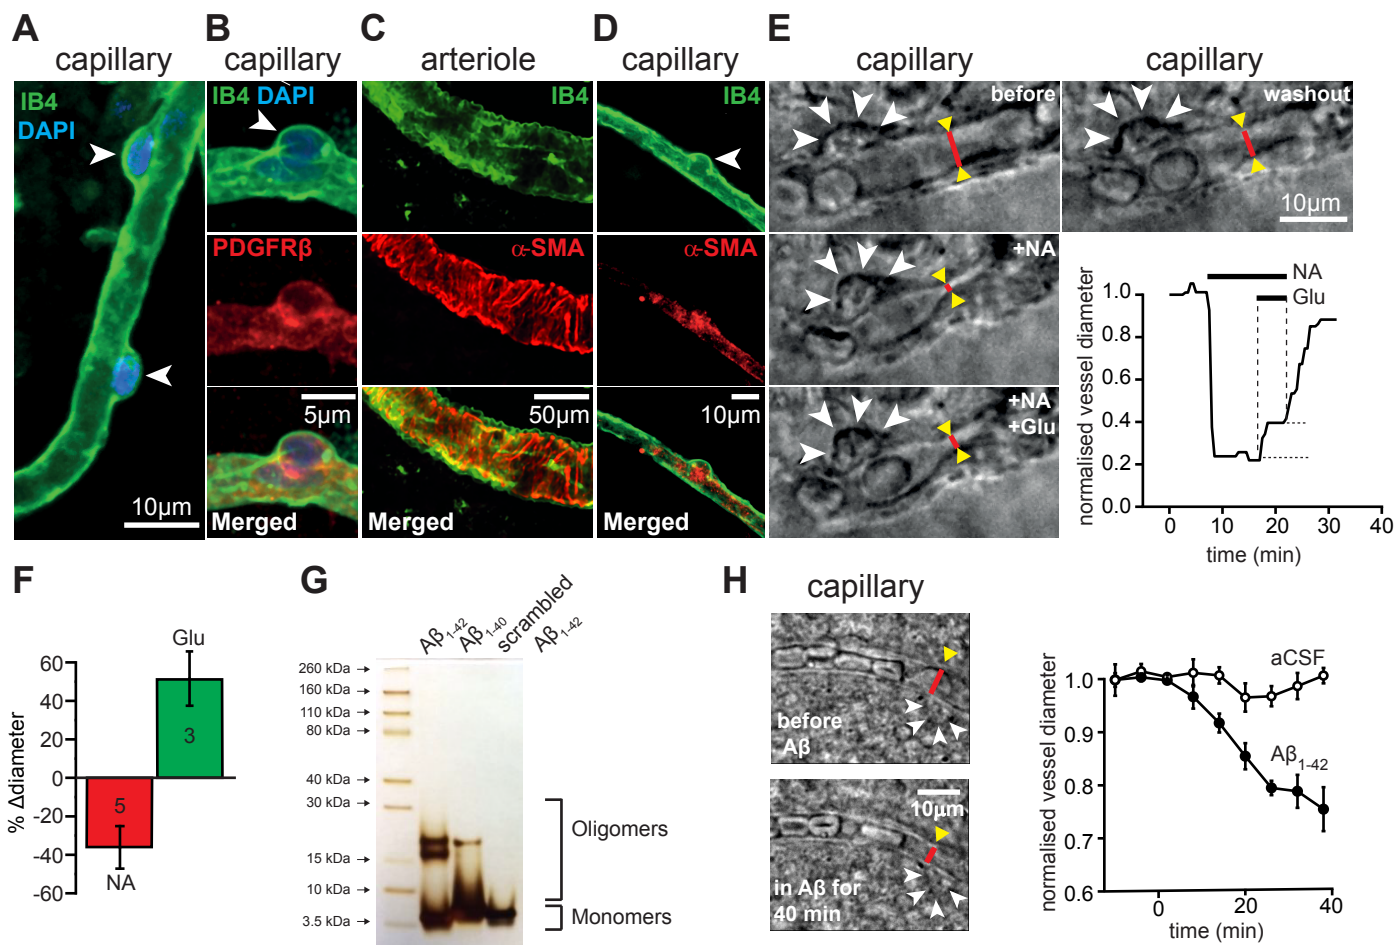 A
capillary
IB4
DAPI
10µm
B
capillary
IB4 DAPI
PDGFRβ
5µm
Merged
C
arteriole
IB4
α-SMA
50µm
Merged
D
capillary
IB4
α-SMA
10µm
Merged
E
capillary
before
+NA
+NA
+Glu
capillary
washout
10µm
NA
Glu
normalised vessel diameter
1.0
0.8
0.6
0.4
0.2
0.0
0
10
20
30
40
time (min)
F
Glu
% Δdiameter
60
40
20
0
-20
-40
-60
3
5
NA
G
Aβ1-42
Aβ1-40
scrambled
Aβ1-42
260 kDa
160 kDa
110 kDa
80 kDa
40 kDa
30 kDa
15 kDa
10 kDa
3.5 kDa
Oligomers
Monomers
H
capillary
before
Aβ
10µm
in Aβ for
40 min
normalised vessel diameter
1.0
0.9
0.8
0.7
0.6
aCSF
Aβ1-42
0
20
40
time (min)